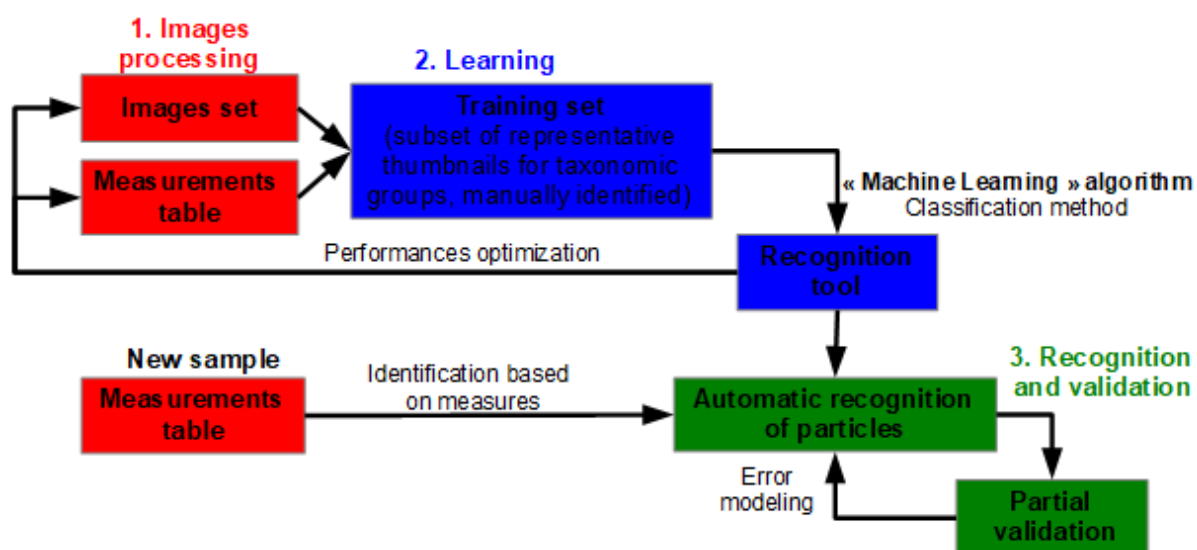 1. Images
processing
2. Learning
Images set
Training set
(subset of representative
thumbnails for taxonomic
groups, manually identified)
Measurements
table
« Machine Learning » algorithm
Classification method
Performances optimization
Recognition
tool
New sample
Measurements
table
Identification based
on measures
3. Recognition
and validation
Automatic recognition
of particles
Error
modeling
Partial
validation